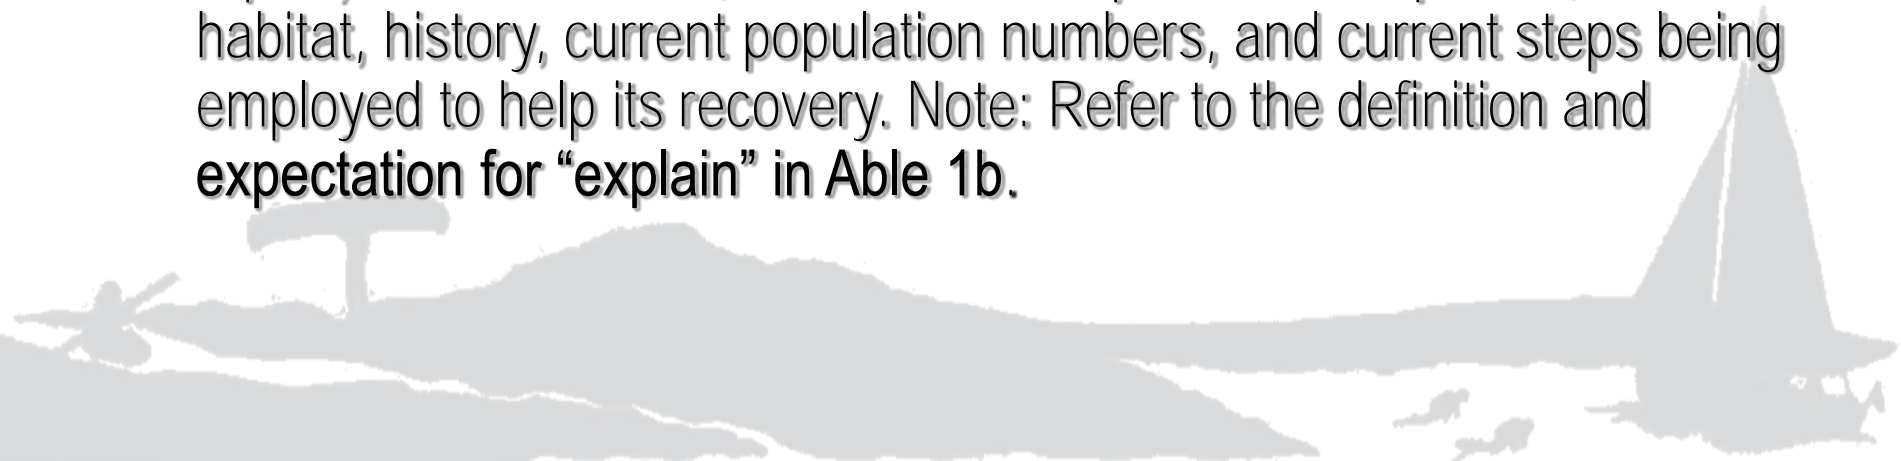 habitat, history, current population numbers, and current steps being
employed to help its recovery. Note: Refer to the definition and
expectation for “explain” in Able 1b.